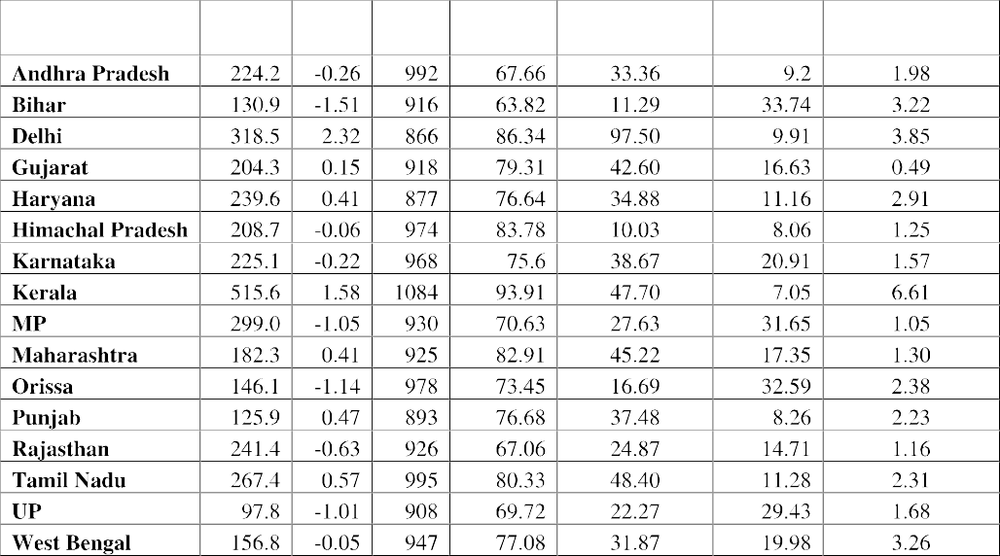 Andhra Pradesh 224.2 -0.26 992 67.66 33.36 9.2 1.98
Bihar 130.9 -1.51 916 63.82 11.29 33.74 3.22
Delhi 318.5 2.32 866 86.34 97.50 9.91 3.85
Gujarat 204.3 0.15 918 79.31 42.60 16.63 0.49
Haryana 239.6 0.41 877 76.64 34.88 11.16 2.91
Himachal Pradesh 208.7 -0.06 974 83.78 10.03 8.06 1.25
Karnataka 225.1 -0.22 968 75.6 38.67 20.91 1.57
Kerala 515.6 1.58 1084 93.91 47.70 7.05 6.61
MP 299.0 -1.05 930 70.63 27.63 31.65 1.05
Maharashtra 182.3 0.41 925 82.91 45.22 17.35 1.30
Orissa 146.1 -1.14 978 73.45 16.69 32.59 2.38
Punjab 125.9 0.47 893 76.68 37.48 8.26 2.23
Rajasthan 241.4 -0.63 926 67.06 24.87 14.71 1.16
Tamil Nadu 267.4 0.57 995 80.33 48.40 11.28 2.31
UP 97.8 -1.01 908 69.72 22.27 29.43 1.68
West Bengal 156.8 -0.05 947 77.08 31.87 19.98 3.26